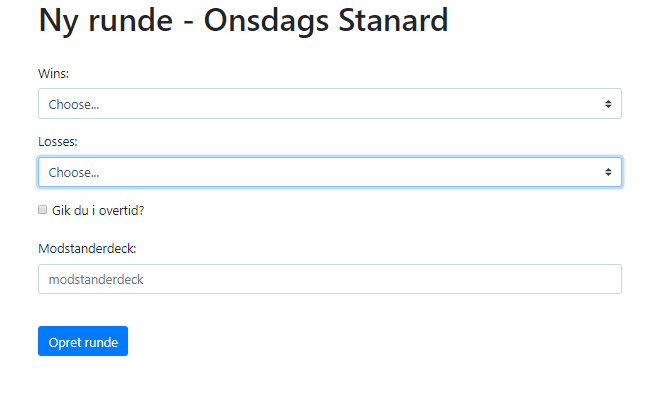 Ny runde - Onsdags Stanard
Wins:
Choose...
Losses:
Choose...
Gik du i overtid?
Modstanderdeck:
modstanderdeck
Opret runde